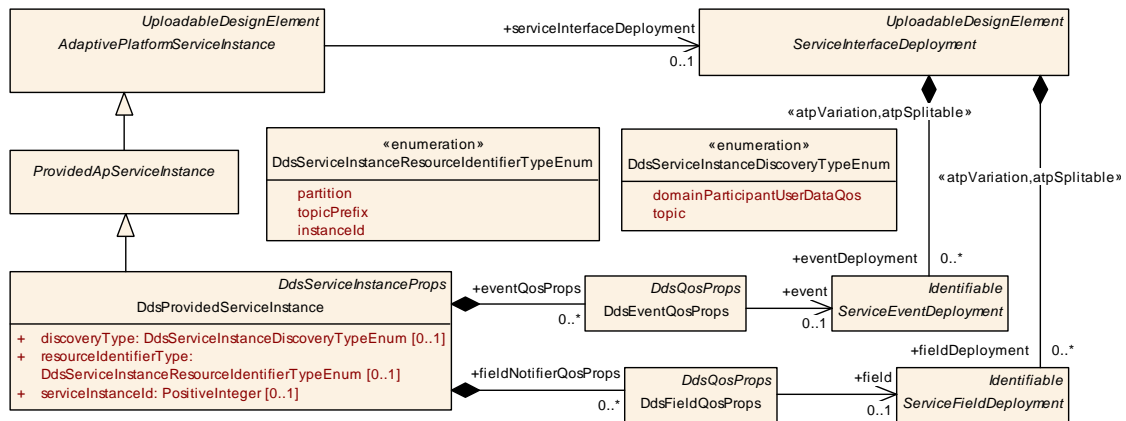 UploadableDesignElement
AdaptivePlatformServiceInstance
+serviceInterfaceDeployment
0..1
UploadableDesignElement
ServiceInterfaceDeployment
«atpVariation,atpSplitable»
«enumeration»
DdsServiceInstanceResourceIdentifierTypeEnum
partition
topicPrefix
instanceId
«enumeration»
DdsServiceInstanceDiscoveryTypeEnum
domainParticipantUserDataQos
topic
ProvidedApServiceInstance
«atpVariation,atpSplitable»
+eventDeployment
0..*
DdsServiceInstanceProps
DdsProvidedServiceInstance
+ discoveryType: DdsServiceInstanceDiscoveryTypeEnum [0..1]
+ resourceIdentifierType:
DdsServiceInstanceResourceIdentifierTypeEnum [0..1]
+ serviceInstanceId: PositiveInteger [0..1]
+eventQosProps
0..*
DdsQosProps
DdsEventQosProps
+event
0..1
Identifiable
ServiceEventDeployment
+fieldDeployment
0..*
+fieldNotifierQosProps
0..*
DdsQosProps
DdsFieldQosProps
+field
0..1
Identifiable
ServiceFieldDeployment